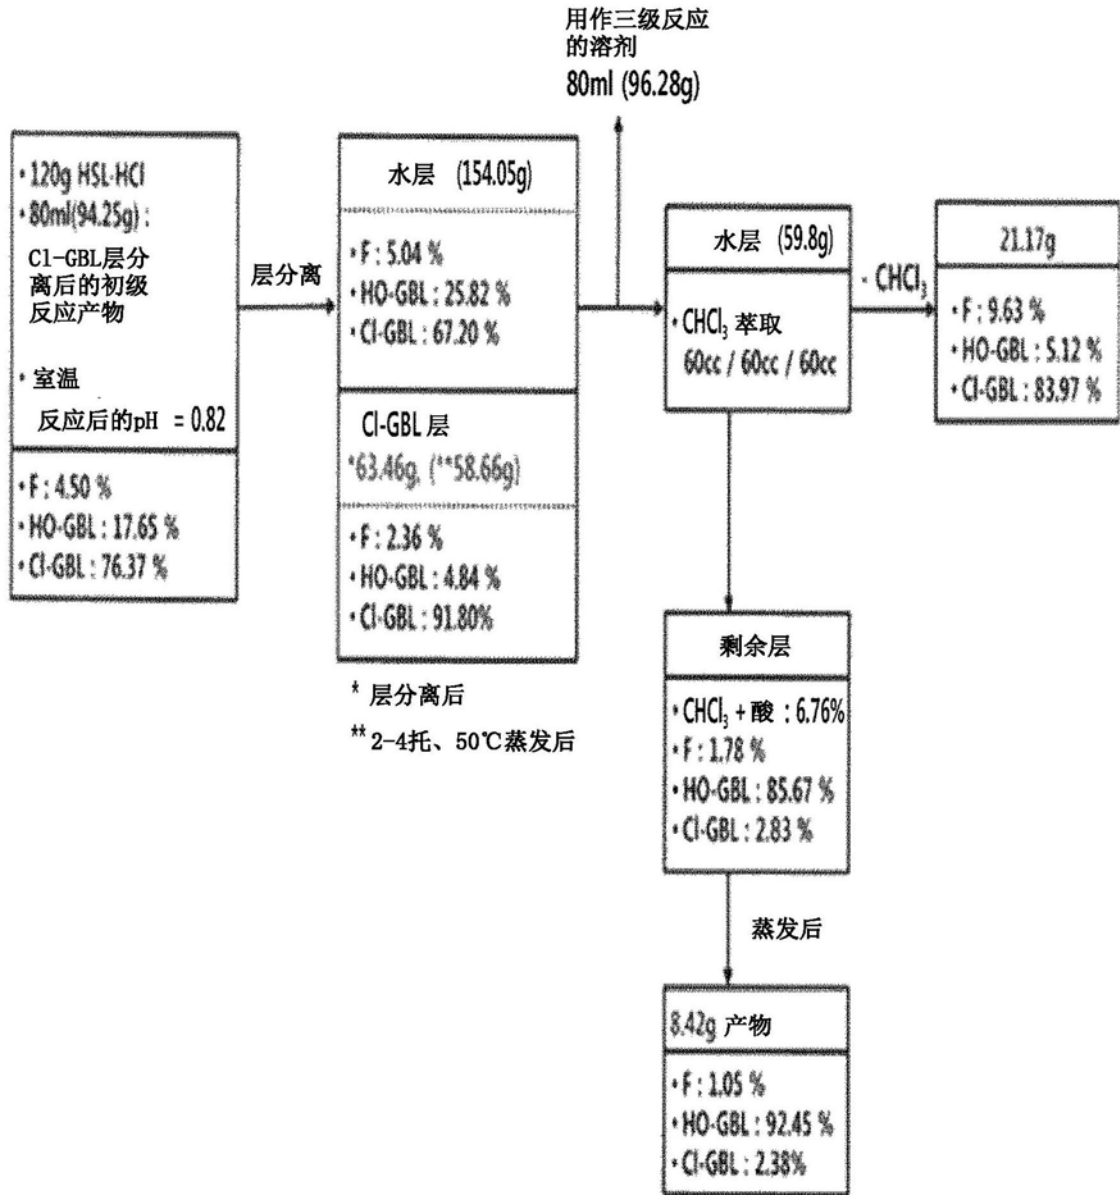 用作三级反应
的溶剂
80ml (96.28g)
• 120g HSL-HCl
• 80ml(94.25g) :
Cl-GBL层分
离后的初级
反应产物
• 室温
反应后的pH = 0.82
• F : 4.50 %
• HO-GBL : 17.65 %
• Cl-GBL : 76.37 %
层分离
水层 (154.05g)
• F : 5.04 %
• HO-GBL : 25.82 %
• Cl-GBL : 67.20 %
Cl-GBL 层
*63.46g, (**58.66g)
• F : 2.36 %
• HO-GBL : 4.84 %
• Cl-GBL : 91.80%
* 层分离后
** 2-4托、50℃蒸发后
水层 (59.8g)
• CHCl₃ 萃取
60cc / 60cc / 60cc
- CHCl₃
21.17g
• F : 9.63 %
• HO-GBL : 5.12 %
• Cl-GBL : 83.97 %
剩余层
• CHCl₃ + 酸 : 6.76%
• F : 1.78 %
• HO-GBL : 85.67 %
• Cl-GBL : 2.83 %
蒸发后
8.42g 产物
• F : 1.05 %
• HO-GBL : 92.45 %
• Cl-GBL : 2.38%